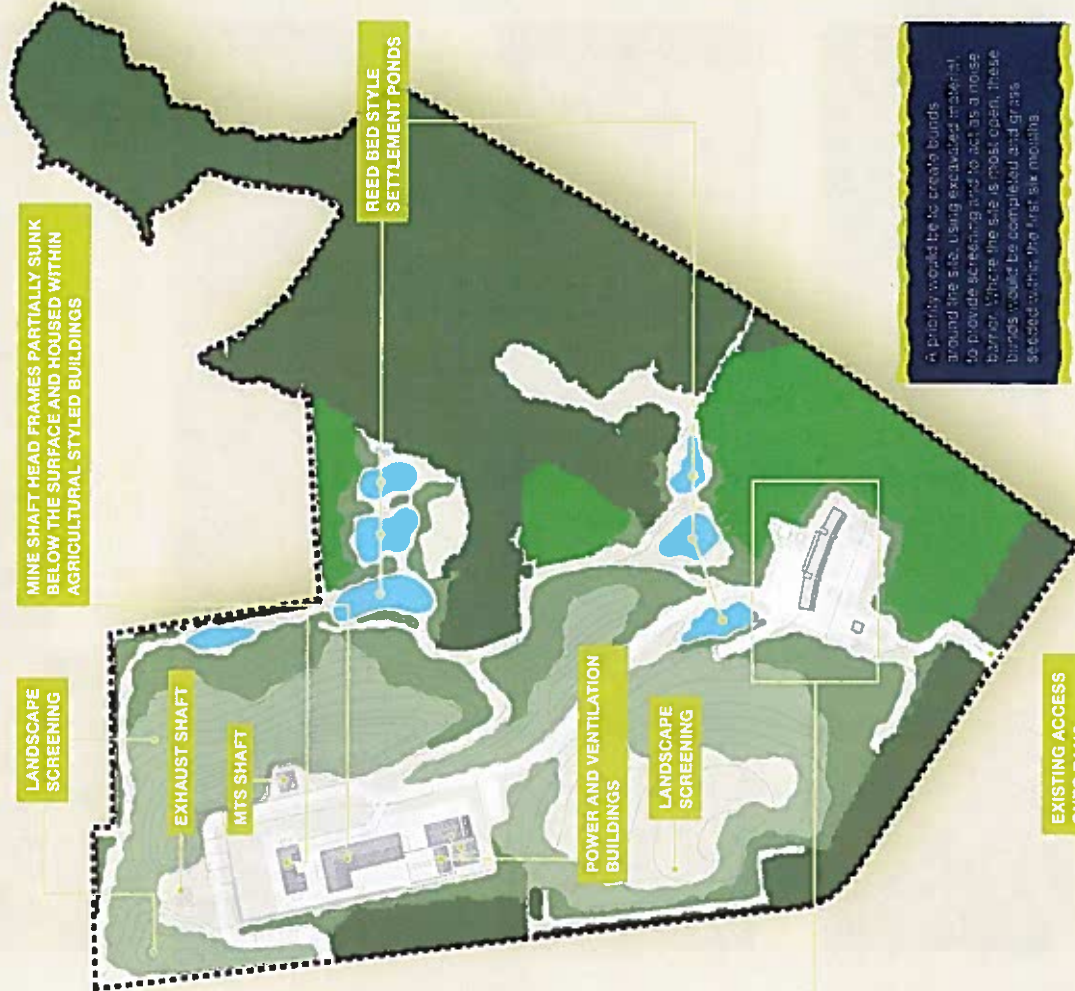 MINE SHAFT HEAD FRAMES PARTIALLY SUNK
BELOW THE SURFACE AND HOUSED WITHIN
AGRICULTURAL STYLED BUILDINGS
LANDSCAPE
SCREENING
EXHAUST SHAFT
MTS SHAFT
REED BED STYLE
SETTLEMENT PONDS
POWER AND VENTILATION
BUILDINGS
LANDSCAPE
SCREENING
EXISTING ACCESS
A priority would be to create bunds
around the site, using excavated material,
to provide screening and to act as a noise
barrier. Where the site is most open, these
bunds would be completed and grass
seeded within the first six months.